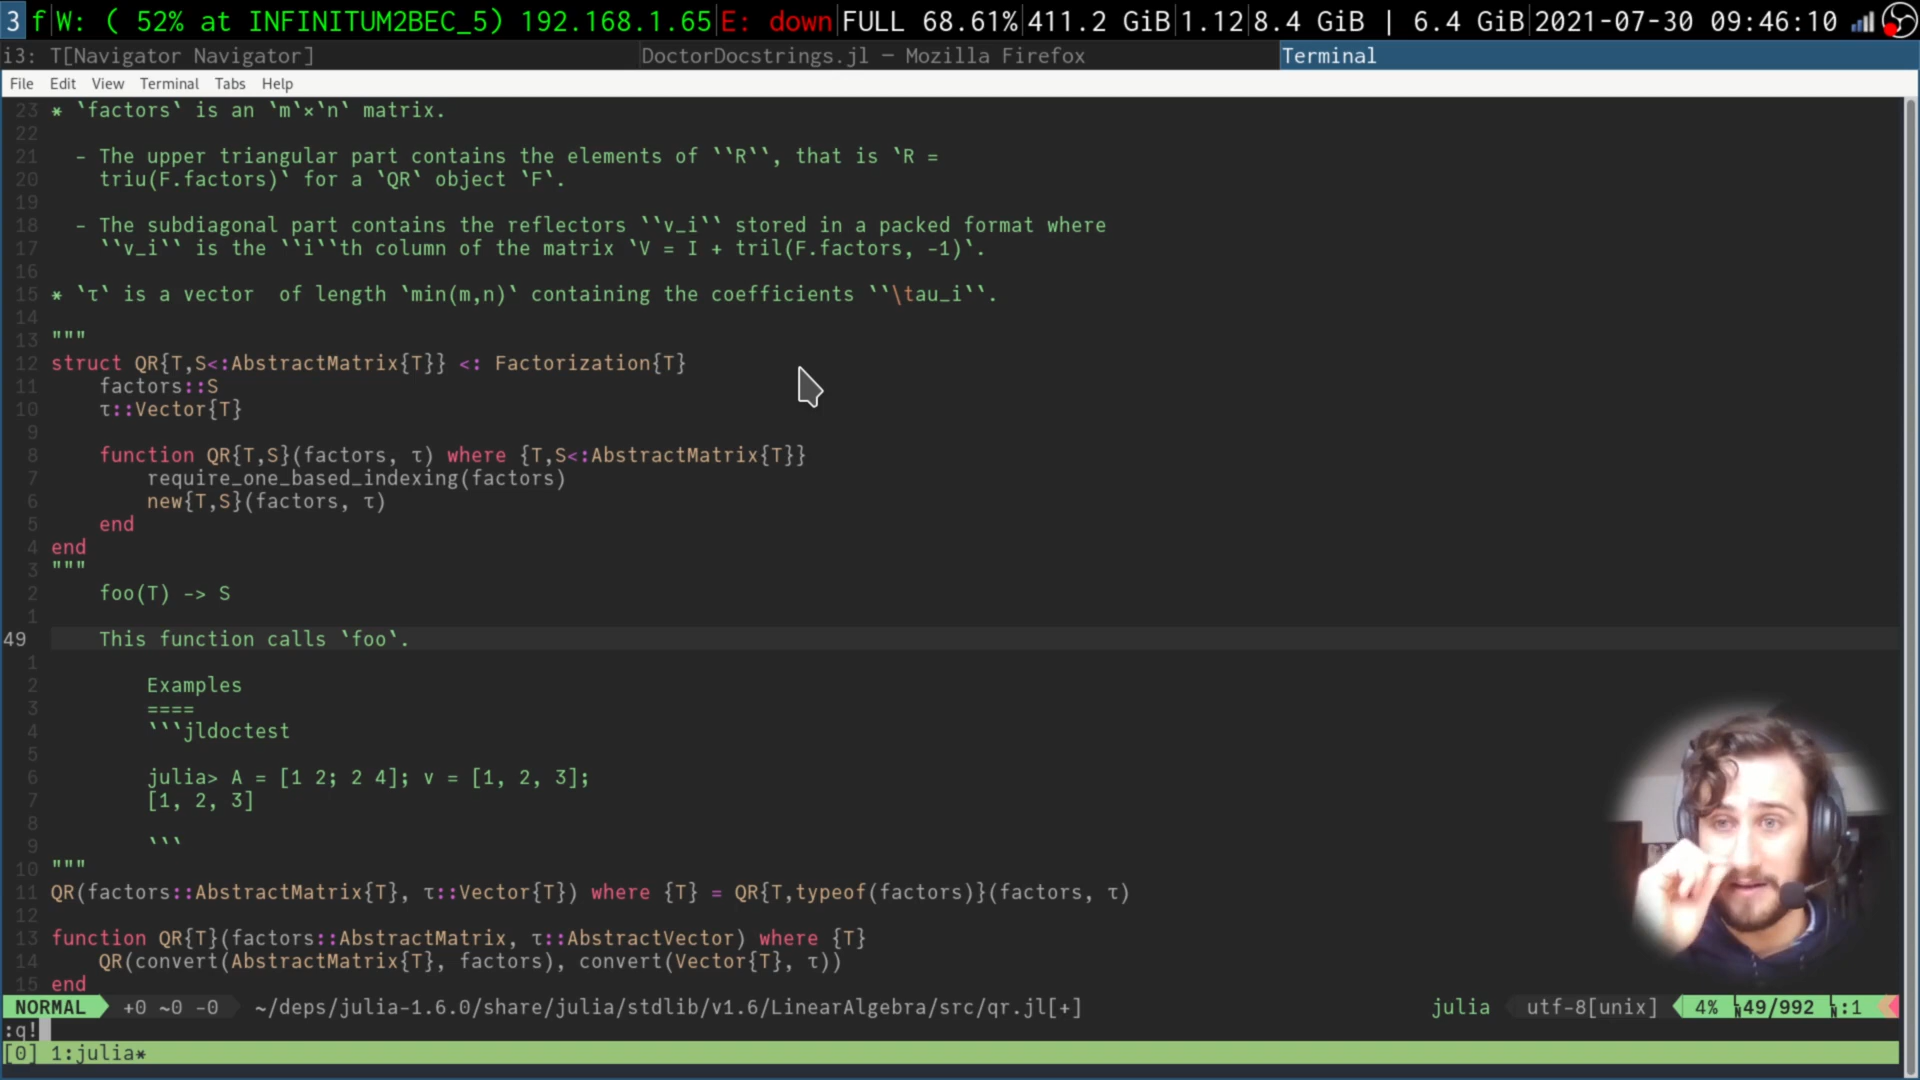 3 f W: ( 52% at INFINITUM2BEC_5) 192.168.1.65|E: down|FULL 68.61%|411.2 GiB|1.12|8.4 GiB | 6.4 GiB|2021-07-30 09:46:10
i3: T[Navigator Navigator] DoctorDocstrings.jl — Mozilla Firefox Terminal
File Edit View Terminal Tabs Help
23 * `factors` is an `m`×`n` matrix.
22
21   - The upper triangular part contains the elements of ``R``, that is `R =
20     triu(F.factors)` for a `QR` object `F`.
19
18   - The subdiagonal part contains the reflectors ``v_i`` stored in a packed format where
17     ``v_i`` is the ``i``th column of the matrix `V = I + tril(F.factors, -1)`.
16
15 * `τ` is a vector  of length `min(m,n)` containing the coefficients ``\tau_i``.
14
13 """
12 struct QR{T,S<:AbstractMatrix{T}} <: Factorization{T}
11     factors::S
10     τ::Vector{T}
9
8     function QR{T,S}(factors, τ) where {T,S<:AbstractMatrix{T}}
7         require_one_based_indexing(factors)
6         new{T,S}(factors, τ)
5     end
4 end
3 """
2     foo(T) -> S
1
49     This function calls `foo`.
1
2         Examples
3         ====
4         ```jldoctest
5
6         julia> A = [1 2; 2 4]; v = [1, 2, 3];
7         [1, 2, 3]
8
9         ```
10 """
11 QR(factors::AbstractMatrix{T}, τ::Vector{T}) where {T} = QR{T,typeof(factors)}(factors, τ)
12
13 function QR{T}(factors::AbstractMatrix, τ::AbstractVector) where {T}
14     QR(convert(AbstractMatrix{T}, factors), convert(Vector{T}, τ))
15 end
NORMAL +0 ~0 -0 ~/deps/julia-1.6.0/share/julia/stdlib/v1.6/LinearAlgebra/src/qr.jl[+] julia utf-8[unix] 4% 49/992 :1
:q!
[0] 1:julia*